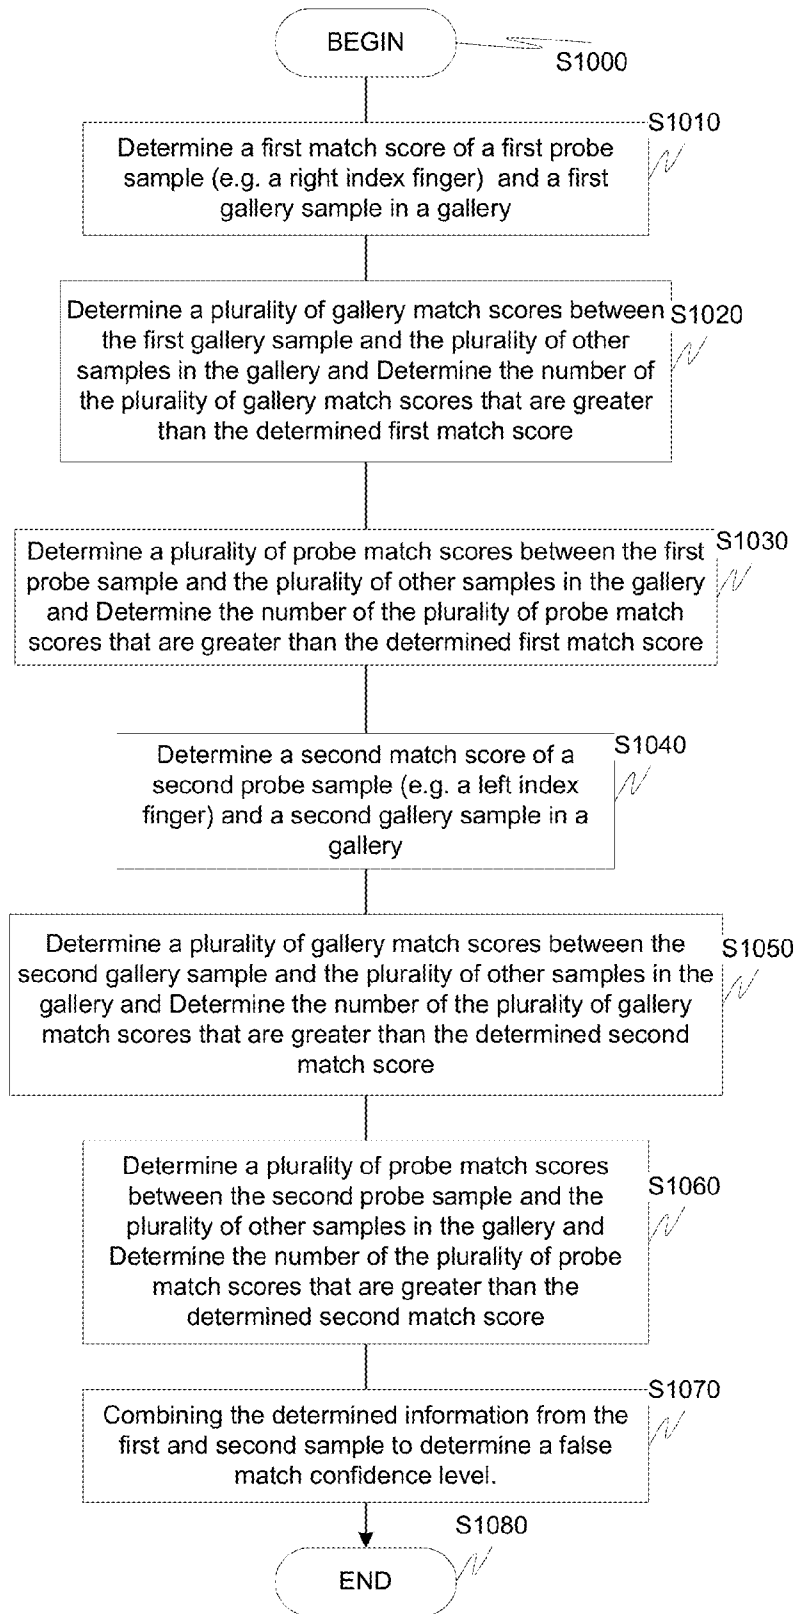 BEGIN
S1000
S1010
Determine a first match score of a first probe
sample (e.g. a right index finger) and a first
gallery sample in a gallery
Determine a plurality of gallery match scores between
S1020
the first gallery sample and the plurality of other
samples in the gallery and Determine the number of
the plurality of gallery match scores that are greater
than the determined first match score
S1030
Determine a plurality of probe match scores between the first
probe sample and the plurality of other samples in the gallery
and Determine the number of the plurality of probe match
scores that are greater than the determined first match score
S1040
Determine a second match score of a
second probe sample (e.g. a left index
finger) and a second gallery sample in a
gallery
S1050
Determine a plurality of gallery match scores between the
second gallery sample and the plurality of other samples in the
gallery and Determine the number of the plurality of gallery
match scores that are greater than the determined second
match score
Determine a plurality of probe match scores
S1060
between the second probe sample and the
plurality of other samples in the gallery and
Determine the number of the plurality of probe
match scores that are greater than the
determined second match score
S1070
Combining the determined information from the
first and second sample to determine a false
match confidence level.
S1080
END